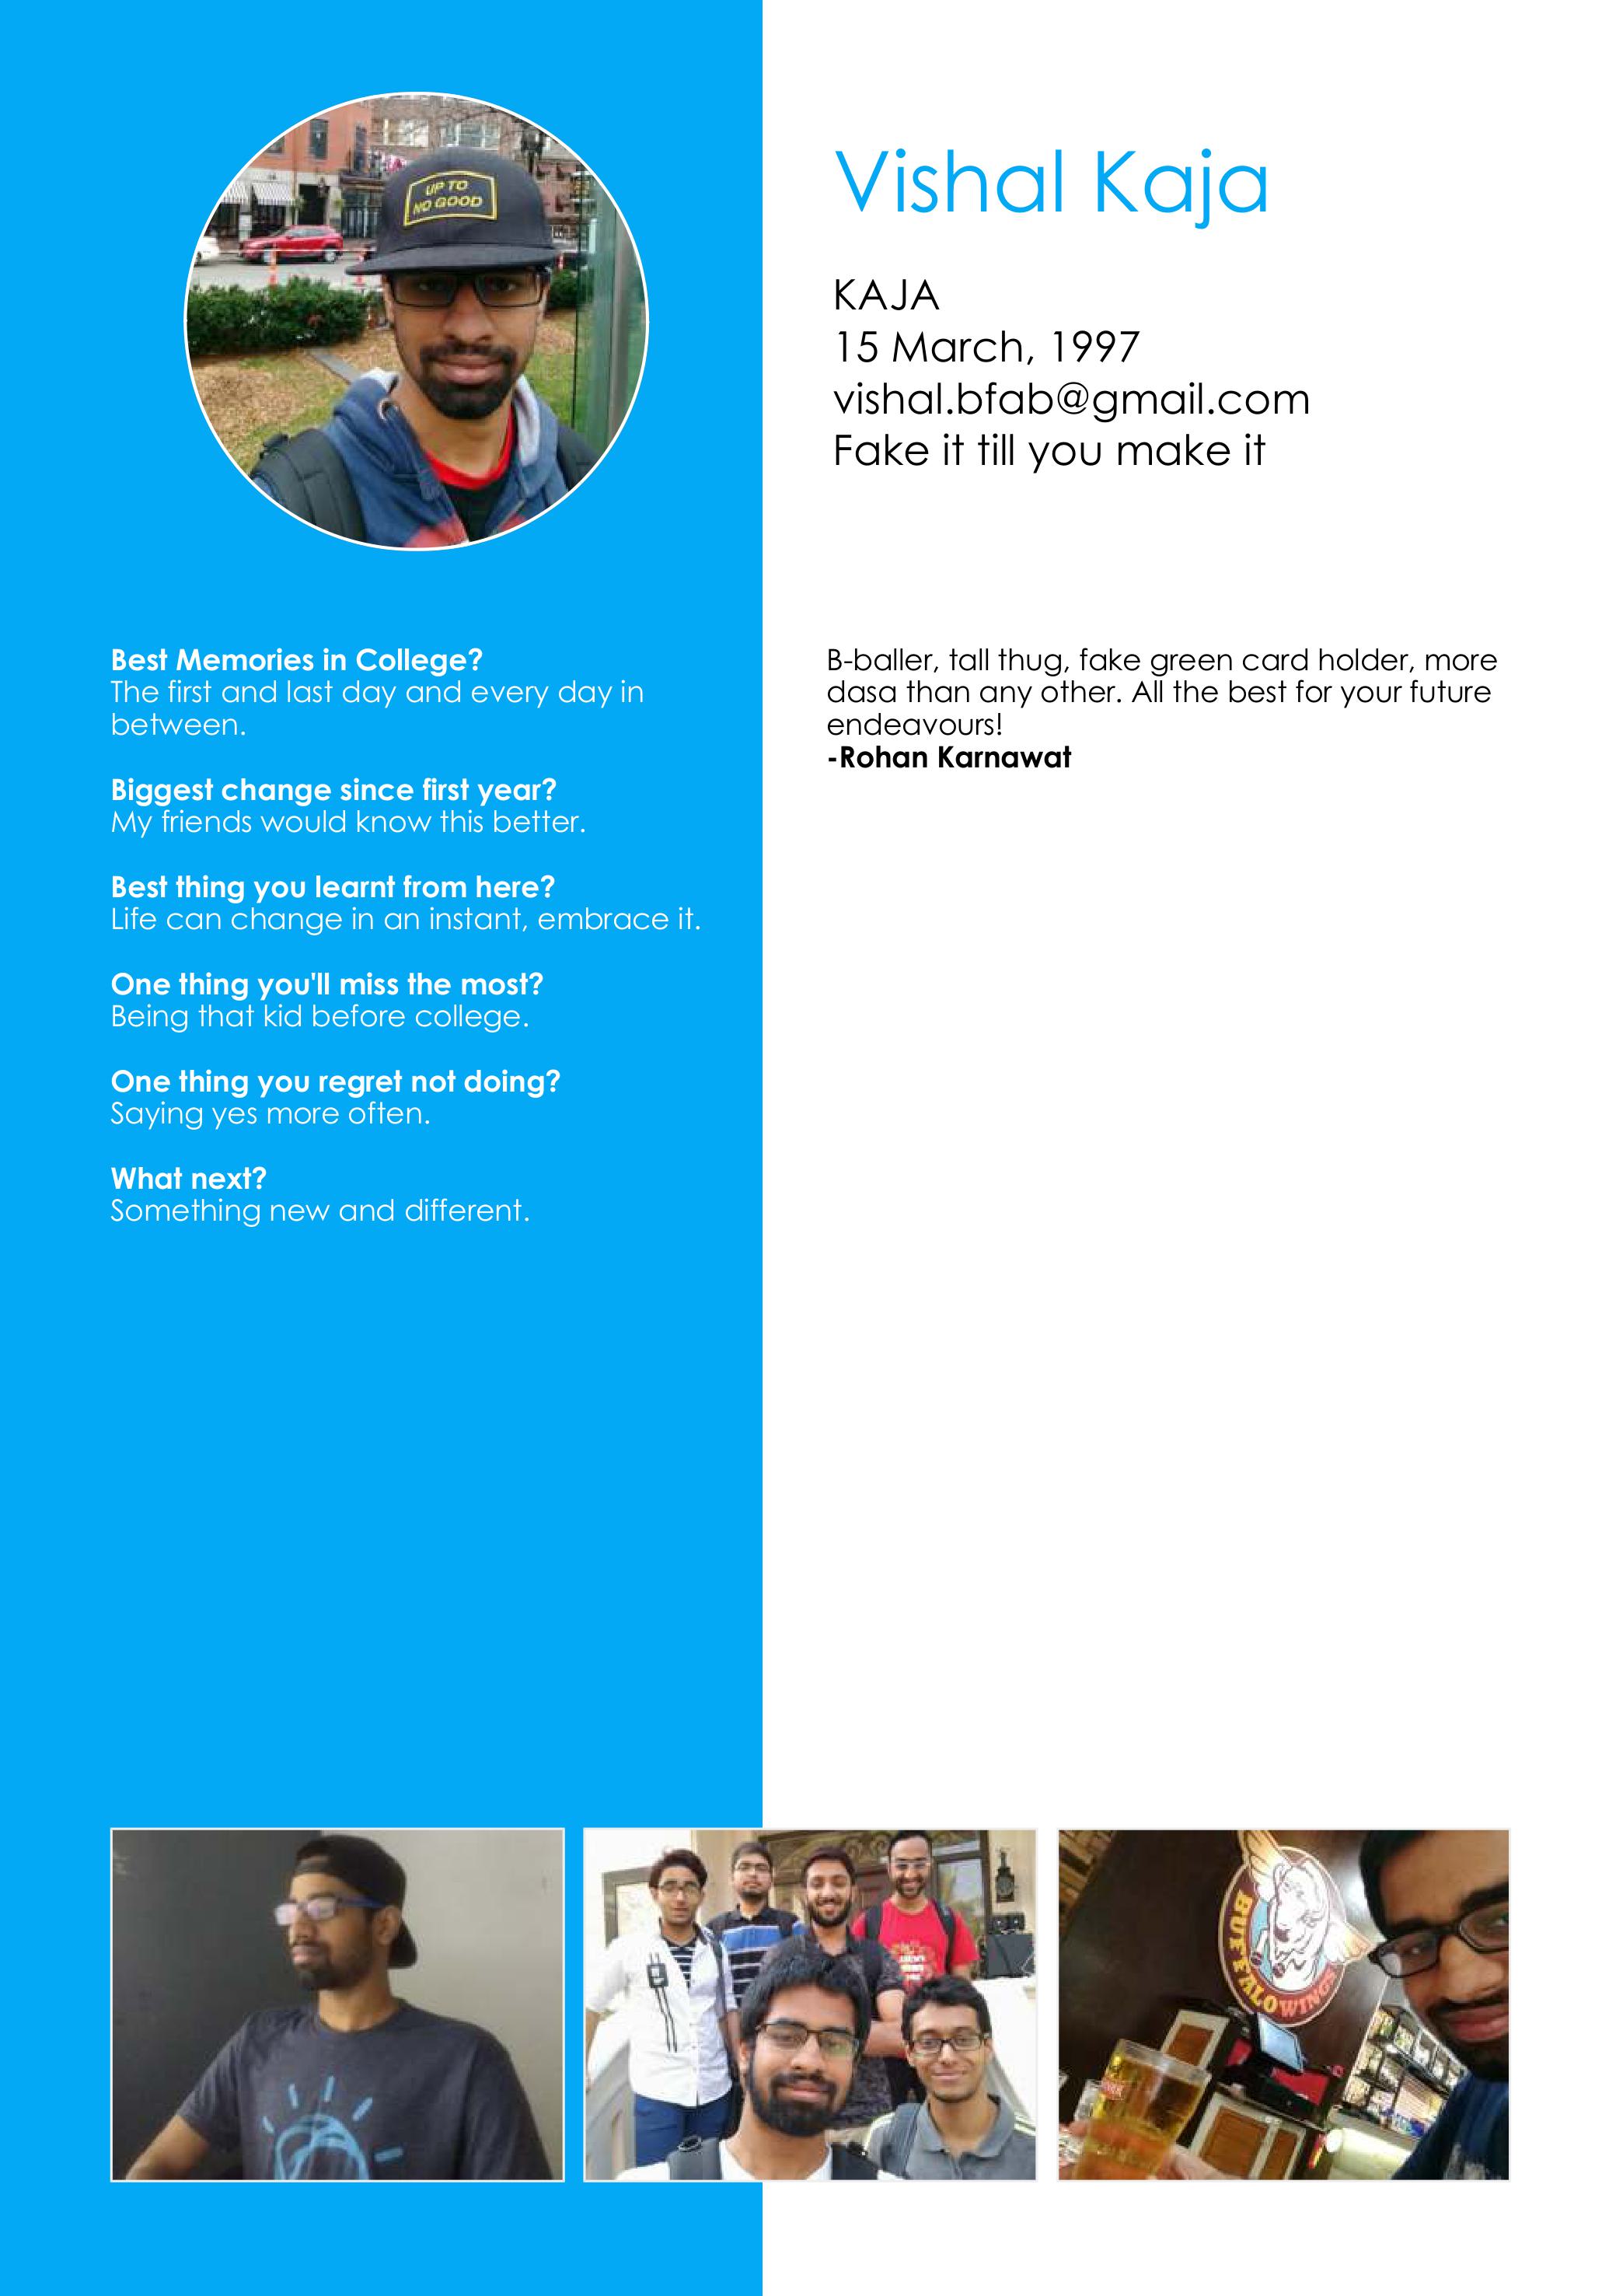 UP TO
NO GOOD
Vishal Kaja
KAJA
15 March, 1997
vishal.bfab@gmail.com
Fake it till you make it
Best Memories in College?
The first and last day and every day in
between.
Biggest change since first year?
My friends would know this better.
Best thing you learnt from here?
Life can change in an instant, embrace it.
One thing you'll miss the most?
Being that kid before college.
One thing you regret not doing?
Saying yes more often.
What next?
Something new and different.
B-baller, tall thug, fake green card holder, more
dasa than any other. All the best for your future
endeavours!
-Rohan Karnawat
BUFFALO WINGS